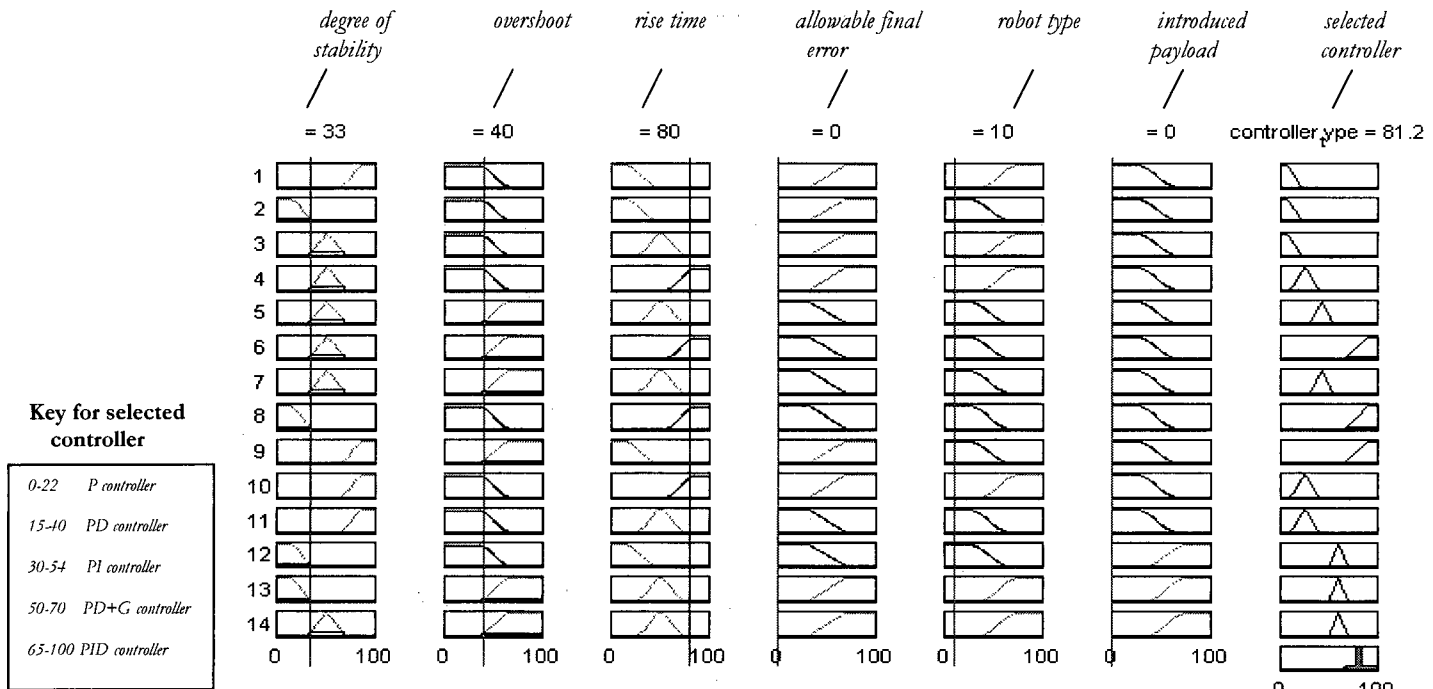 degree of stability
overshoot
rise time
allowable final error
robot type
introduced payload
selected controller
= 33
= 40
= 80
= 0
= 10
= 0
controller type = 81.2
1
2
3
4
5
6
7
8
9
10
11
12
13
14
0 100
0 100
0 100
0 100
0 100
0 100
0 100
Key for selected controller
0-22 P controller
15-40 PD controller
30-54 PI controller
50-70 PD+G controller
65-100 PID controller